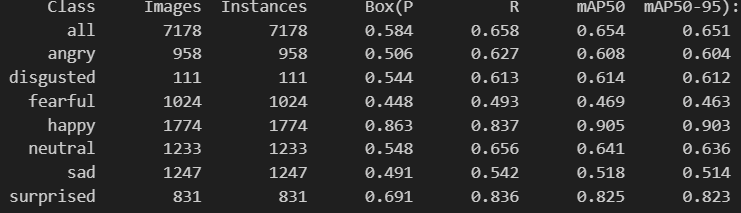 Class Images Instances Box(P R mAP50 mAP50-95):
all 7178 7178 0.584 0.658 0.654 0.651
angry 958 958 0.506 0.627 0.608 0.604
disgusted 111 111 0.544 0.613 0.614 0.612
fearful 1024 1024 0.448 0.493 0.469 0.463
happy 1774 1774 0.863 0.837 0.905 0.903
neutral 1233 1233 0.548 0.656 0.641 0.636
sad 1247 1247 0.491 0.542 0.518 0.514
surprised 831 831 0.691 0.836 0.825 0.823